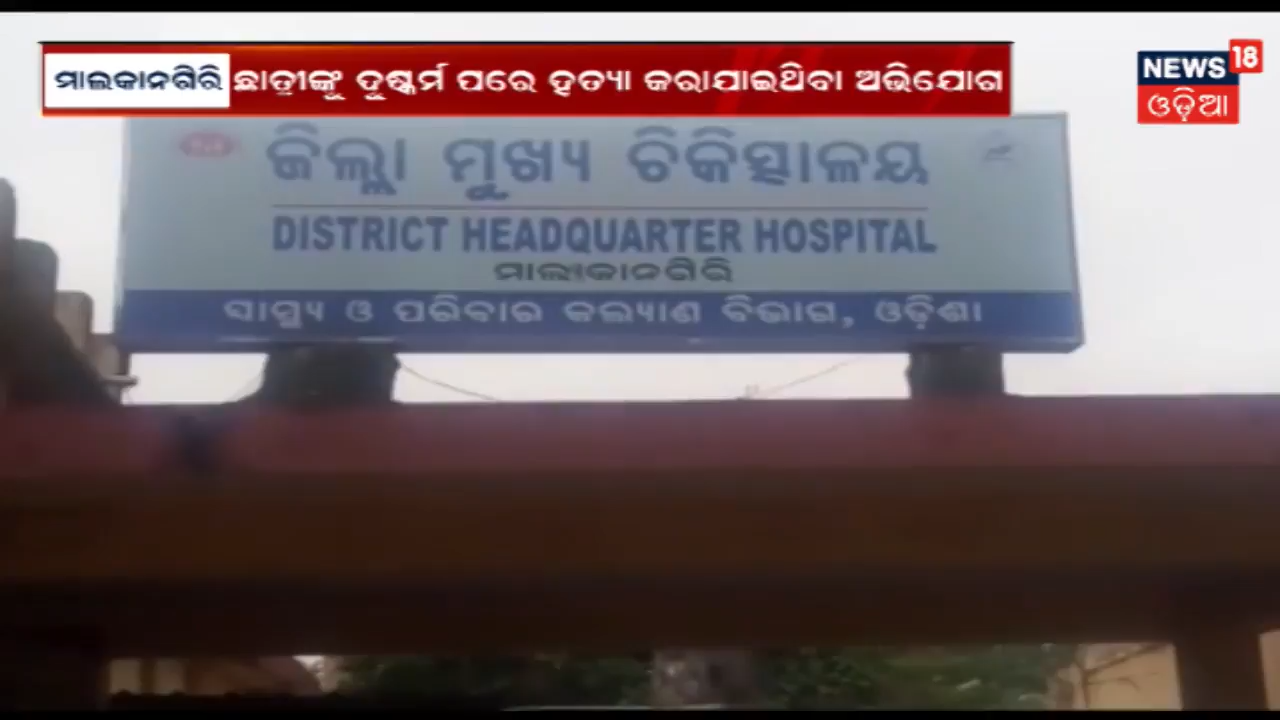 ମାଲକାନଗିରି ଛାତ୍ରୀଙ୍କୁ ଦୁଷ୍କର୍ମ ପରେ ହତ୍ୟା କରାଯାଇଥିବା ଅଭିଯୋଗ
NEWS 18
ଓଡ଼ିଆ
ଜିଲ୍ଲା ମୁଖ୍ୟ ଚିକିତ୍ସାଳୟ
DISTRICT HEADQUARTER HOSPITAL
ମାଲକାନଗିରି
ସାସ୍ଥ୍ୟ ଓ ପରିବାର କଲ୍ୟାଣ ବିଭାଗ, ଓଡ଼ିଶା